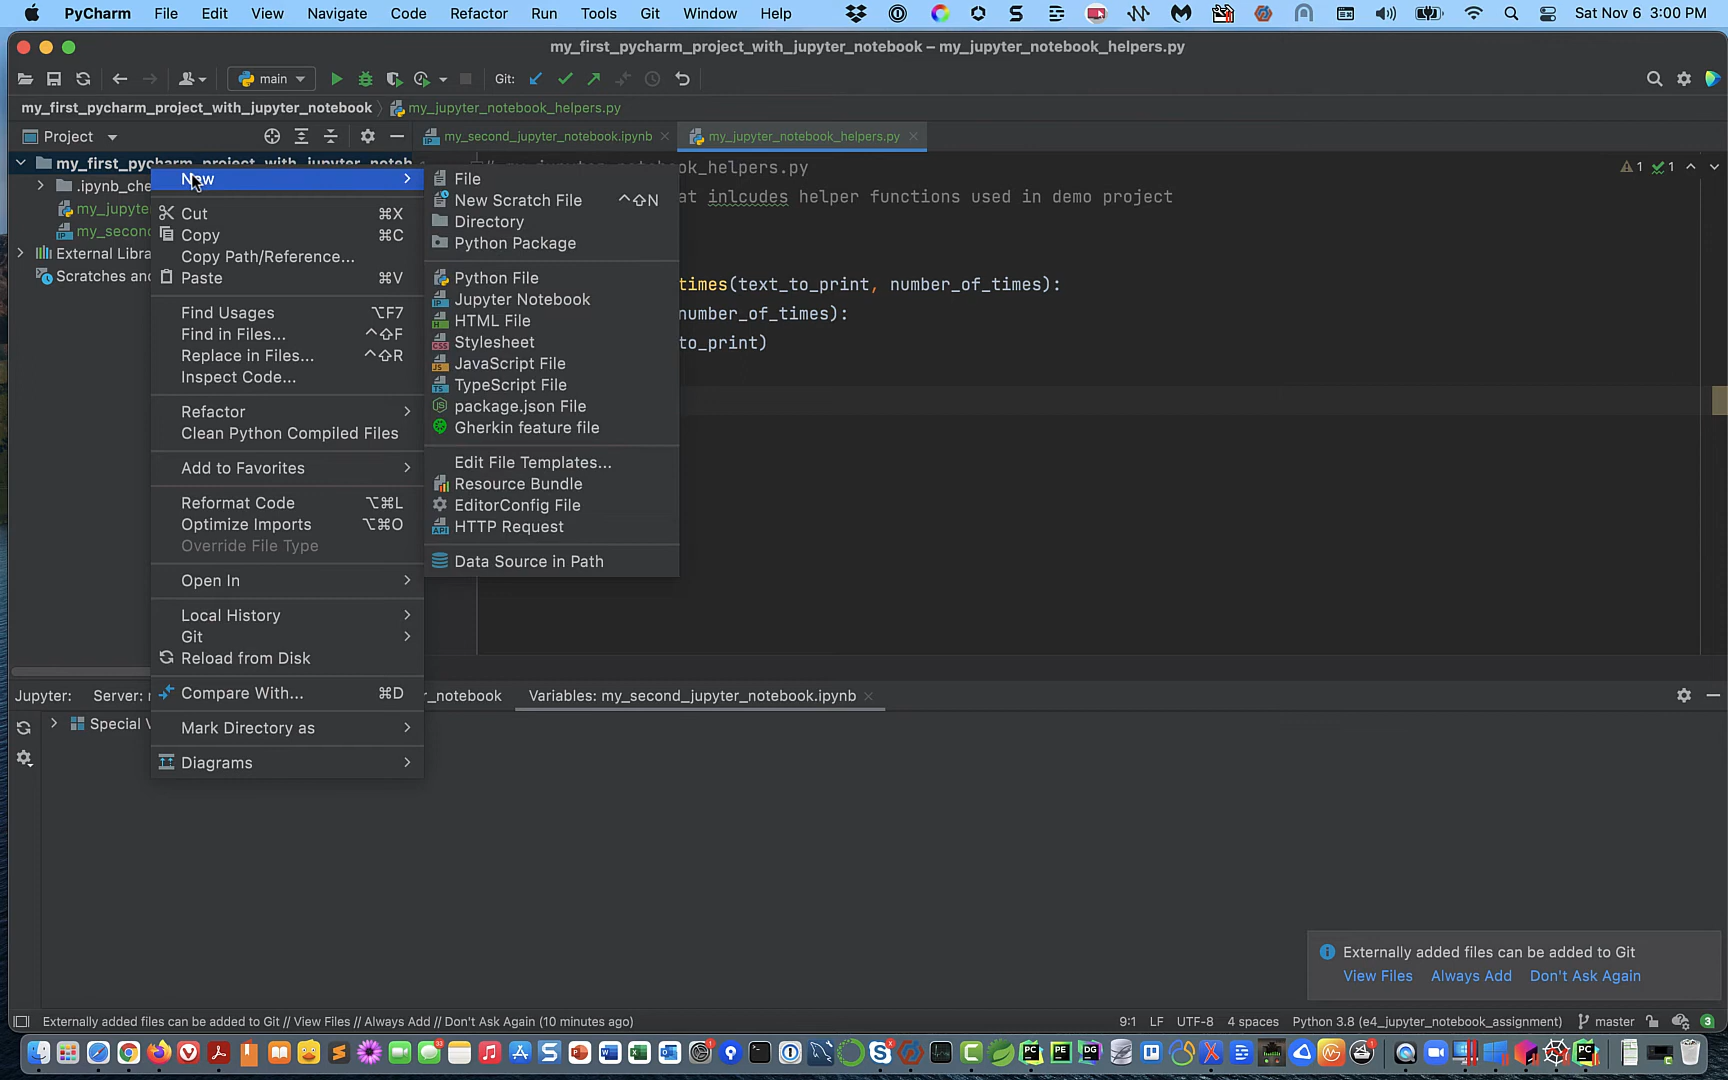 PyCharm File Edit View Navigate Code Refactor Run Tools Git Window Help Sat Nov 6 3:00 PM
my_first_pycharm_project_with_jupyter_notebook – my_jupyter_notebook_helpers.py
main Git:
my_first_pycharm_project_with_jupyter_notebook my_jupyter_notebook_helpers.py
Project my_second_jupyter_notebook.ipynb my_jupyter_notebook_helpers.py
my_first_pycharm_project_with_jupyter_noteb
ok_helpers.py 1 1
.ipynb_che
my_jupyte
my_secon
External Libra
Scratches and
New
Cut ⌘X
Copy ⌘C
Copy Path/Reference...
Paste ⌘V
Find Usages ⌥F7
Find in Files... ^⇧F
Replace in Files... ^⇧R
Inspect Code...
Refactor
Clean Python Compiled Files
Add to Favorites
Reformat Code ⌥⌘L
Optimize Imports ⌥⌘O
Override File Type
Open In
Local History
Git
Reload from Disk
Compare With... ⌘D
Mark Directory as
Diagrams
File
New Scratch File ^⇧N
Directory
Python Package
Python File
Jupyter Notebook
HTML File
Stylesheet
JavaScript File
TypeScript File
package.json File
Gherkin feature file
Edit File Templates...
Resource Bundle
EditorConfig File
HTTP Request
Data Source in Path
at inlcudes helper functions used in demo project
times(text_to_print, number_of_times):
number_of_times):
to_print)
Jupyter: Server: r_notebook Variables: my_second_jupyter_notebook.ipynb
Special V
Externally added files can be added to Git
View Files Always Add Don't Ask Again
Externally added files can be added to Git // View Files // Always Add // Don't Ask Again (10 minutes ago) 9:1 LF UTF-8 4 spaces Python 3.8 (e4_jupyter_notebook_assignment) master 3